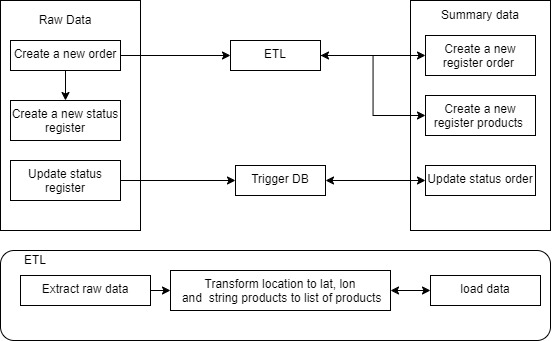 Raw Data
Summary data
Create a new order
ETL
Create a new
register order
Create a new status
register
Create a new
register products
Update status
register
Trigger DB
Update status order
ETL
Extract raw data
Transform location to lat, lon
and string products to list of products
load data